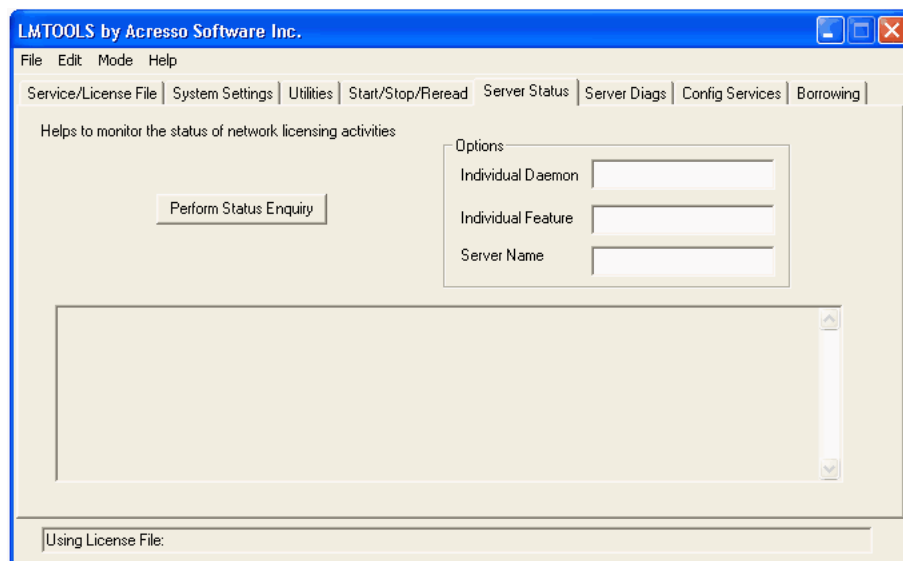 LMTOOLS by Acresso Software Inc.
File Edit Mode Help
Service/License File System Settings Utilities Start/Stop/Reread Server Status Server Diags Config Services Borrowing
Helps to monitor the status of network licensing activities
Options
Individual Daemon
Perform Status Enquiry
Individual Feature
Server Name
Using License File: